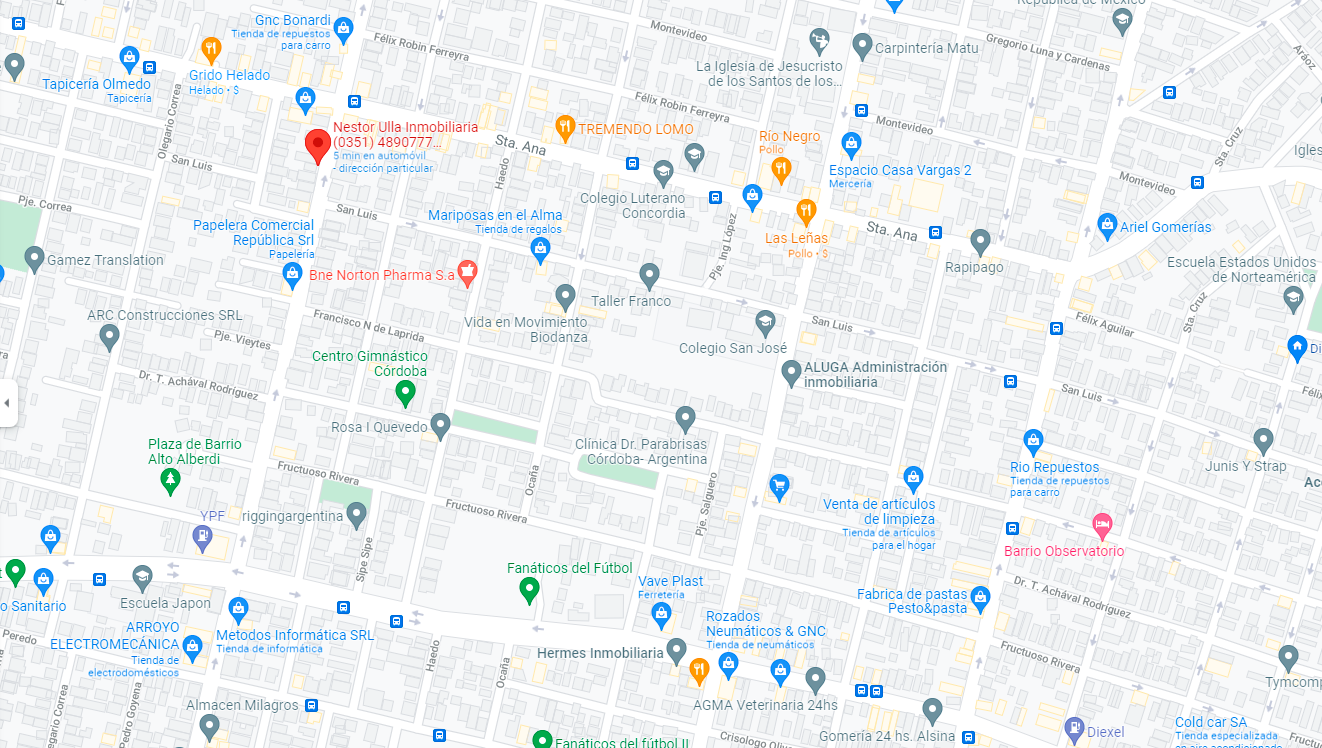 República de México
Gnc Bonardi
Tienda de repuestos
para carro
Félix Robin Ferreyra
Montevideo
Gregorio Luna y Cardenas
Carpintería Matu
La Iglesia de Jesucristo
de los Santos de los...
Aráoz
Grido Helado
Helado • $
Tapicería Olmedo
Tapicería
Olegario Correa
Félix Robin Ferreyra
Montevideo
Nestor Ulla Inmobiliaria
(0351) 4890777...
5 min en automóvil
- dirección particular
TREMENDO LOMO
Río Negro
Pollo
Sta. Ana
Sta. Cruz
San Luis
Haedo
Espacio Casa Vargas 2
Mercería
Montevideo
Colegio Luterano
Concordia
Pje. Correa
San Luis
Mariposas en el Alma
Tienda de regalos
Papelera Comercial
República Srl
Papelería
Pje. Ing López
Las Leñas
Pollo • $
Sta. Ana
Ariel Gomerías
Gamez Translation
Bne Norton Pharma S.a
Rapipago
Escuela Estados Unidos
de Norteamérica
Taller Franco
ARC Construcciones SRL
Francisco N de Laprida
Vida en Movimiento
Biodanza
San Luis
Félix Aguilar
Sta. Cruz
Pje. Vieytes
Colegio San José
Centro Gimnástico
Córdoba
ALUGA Administración
inmobiliaria
Dr. T. Achával Rodríguez
San Luis
Rosa I Quevedo
Plaza de Barrio
Alto Alberdi
Clínica Dr. Parabrisas
Córdoba- Argentina
Fructuoso Rivera
Ocaña
Rio Repuestos
Tienda de repuestos
para carro
Junis Y Strap
YPF
riggingargentina
Fructuoso Rivera
Pje. Salguero
Venta de artículos
de limpieza
Tienda de artículos
para el hogar
Barrio Observatorio
Sipe Sipe
Fanáticos del Fútbol
Vave Plast
Ferretería
Dr. T. Achával Rodríguez
Escuela Japon
Fabrica de pastas
Pesto&pasta
o Sanitario
Rozados
Neumáticos & GNC
Tienda de neumáticos
ARROYO
ELECTROMECÁNICA
Tienda de
electrodomésticos
Metodos Informática SRL
Tienda de informática
Peredo
Haedo
Ocaña
Hermes Inmobiliaria
Fructuoso Rivera
Tymcomp
Olegario Correa
Pedro Goyena
Almacen Milagros
AGMA Veterinaria 24hs
Gomería 24 hs. Alsina
Diexel
Cold car SA
Tienda especializada
en aire acondicionado
Crisologo Oliv
Fanáticos del fútbol II